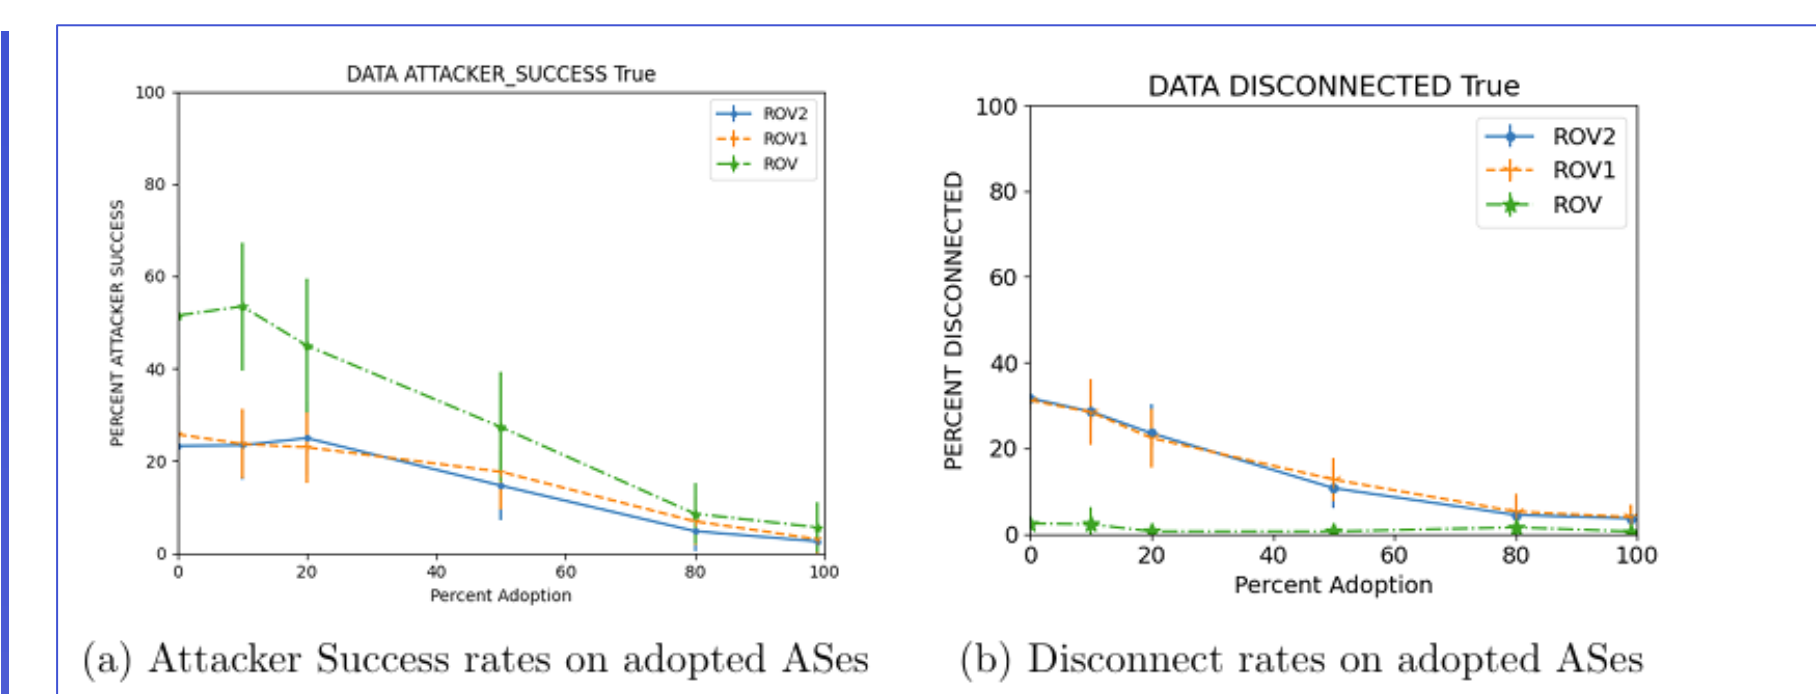 DATA ATTACKER_SUCCESS True
100
80
60
40
20
0
PERCENT ATTACKER SUCCESS
ROV2
ROV1
ROV
0 20 40 60 80 100
Percent Adoption
(a) Attacker Success rates on adopted ASes
DATA DISCONNECTED True
100
80
60
40
20
0
PERCENT DISCONNECTED
ROV2
ROV1
ROV
0 20 40 60 80 100
Percent Adoption
(b) Disconnect rates on adopted ASes